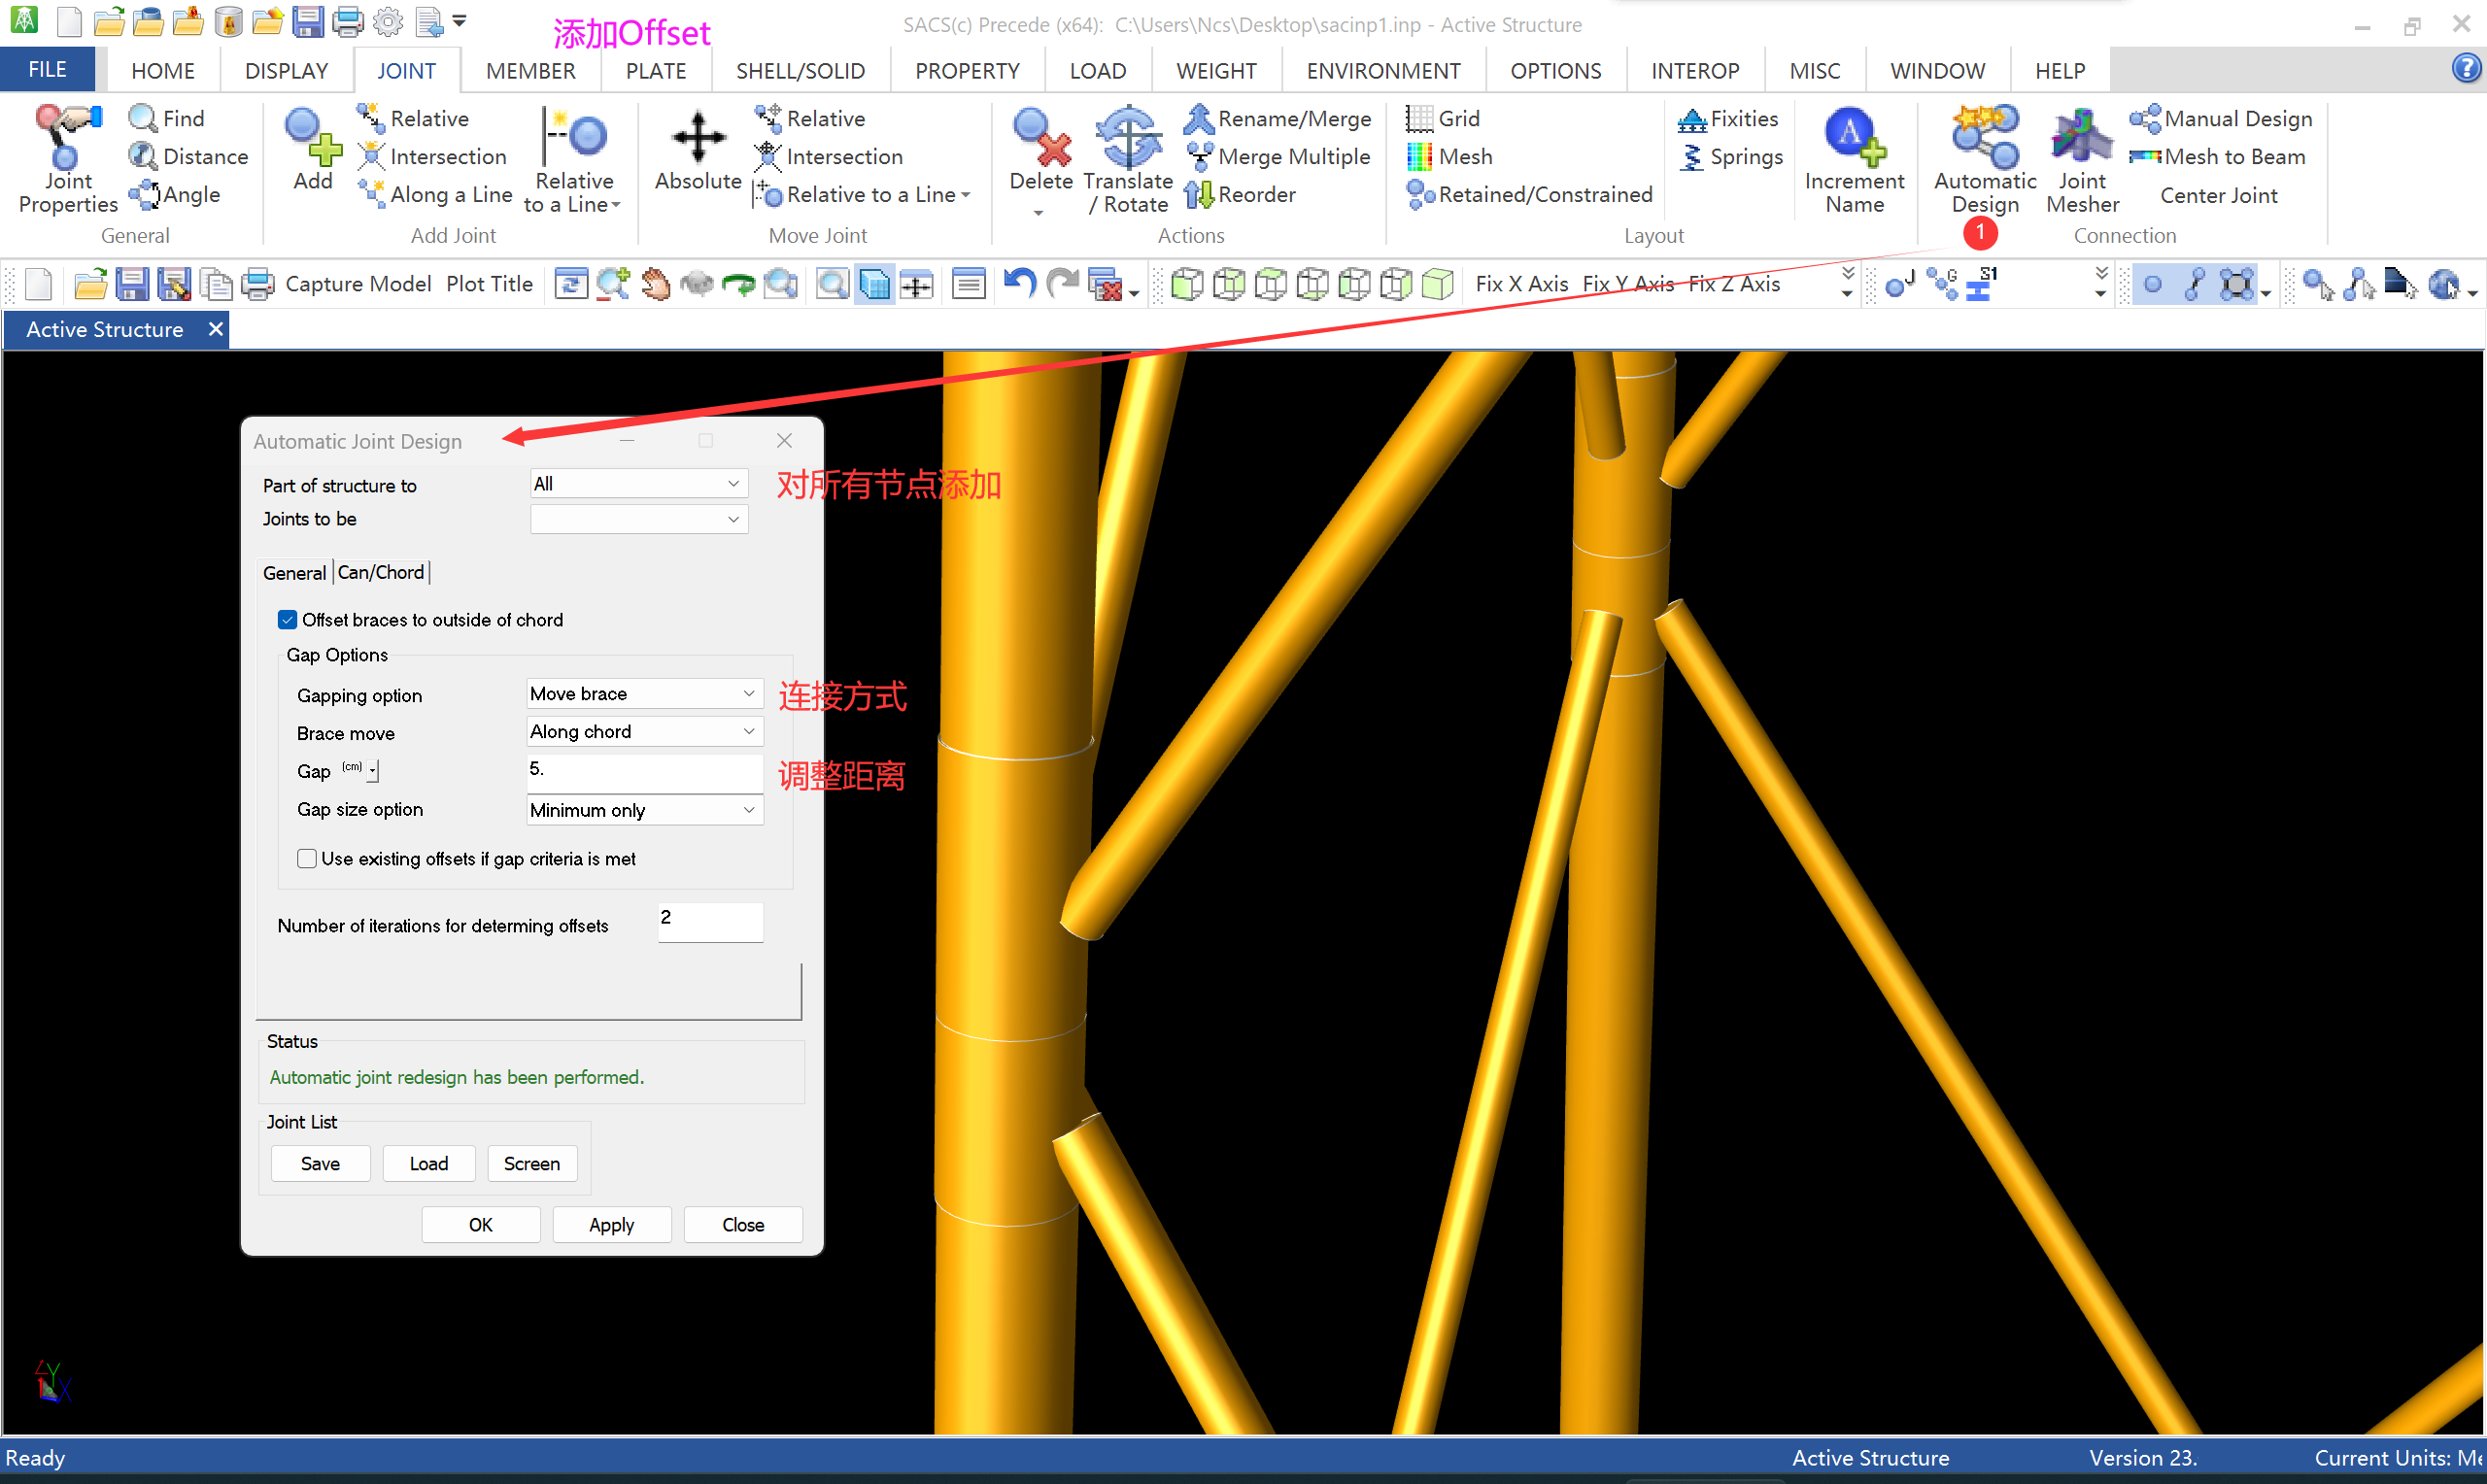 添加Offset
SACS(c) Precede (x64): C:\Users\Ncs\Desktop\sacinp1.inp - Active Structure
FILE HOME DISPLAY JOINT MEMBER PLATE SHELL/SOLID PROPERTY LOAD WEIGHT ENVIRONMENT OPTIONS INTEROP MISC WINDOW HELP
Joint Properties
Find
Distance
Angle
General
Add
Relative
Intersection
Along a Line
Relative to a Line
Add Joint
Absolute
Relative
Intersection
Relative to a Line
Move Joint
Delete
Translate / Rotate
Rename/Merge
Merge Multiple
Reorder
Actions
Grid
Mesh
Retained/Constrained
Fixities
Springs
Increment Name
Layout
Automatic Design
Joint Mesher
Manual Design
Mesh to Beam
Center Joint
Connection
1
Capture Model Plot Title Fix X Axis Fix Y Axis Fix Z Axis J G S1
Active Structure
Automatic Joint Design
Part of structure to All
对所有节点添加
Joints to be
General Can/Chord
Offset braces to outside of chord
Gap Options
Gapping option Move brace
连接方式
Brace move Along chord
Gap (cm) 5.
调整距离
Gap size option Minimum only
Use existing offsets if gap criteria is met
Number of iterations for determing offsets 2
Status
Automatic joint redesign has been performed.
Joint List
Save Load Screen
OK Apply Close
Z Y X
Ready Active Structure Version 23. Current Units: Me